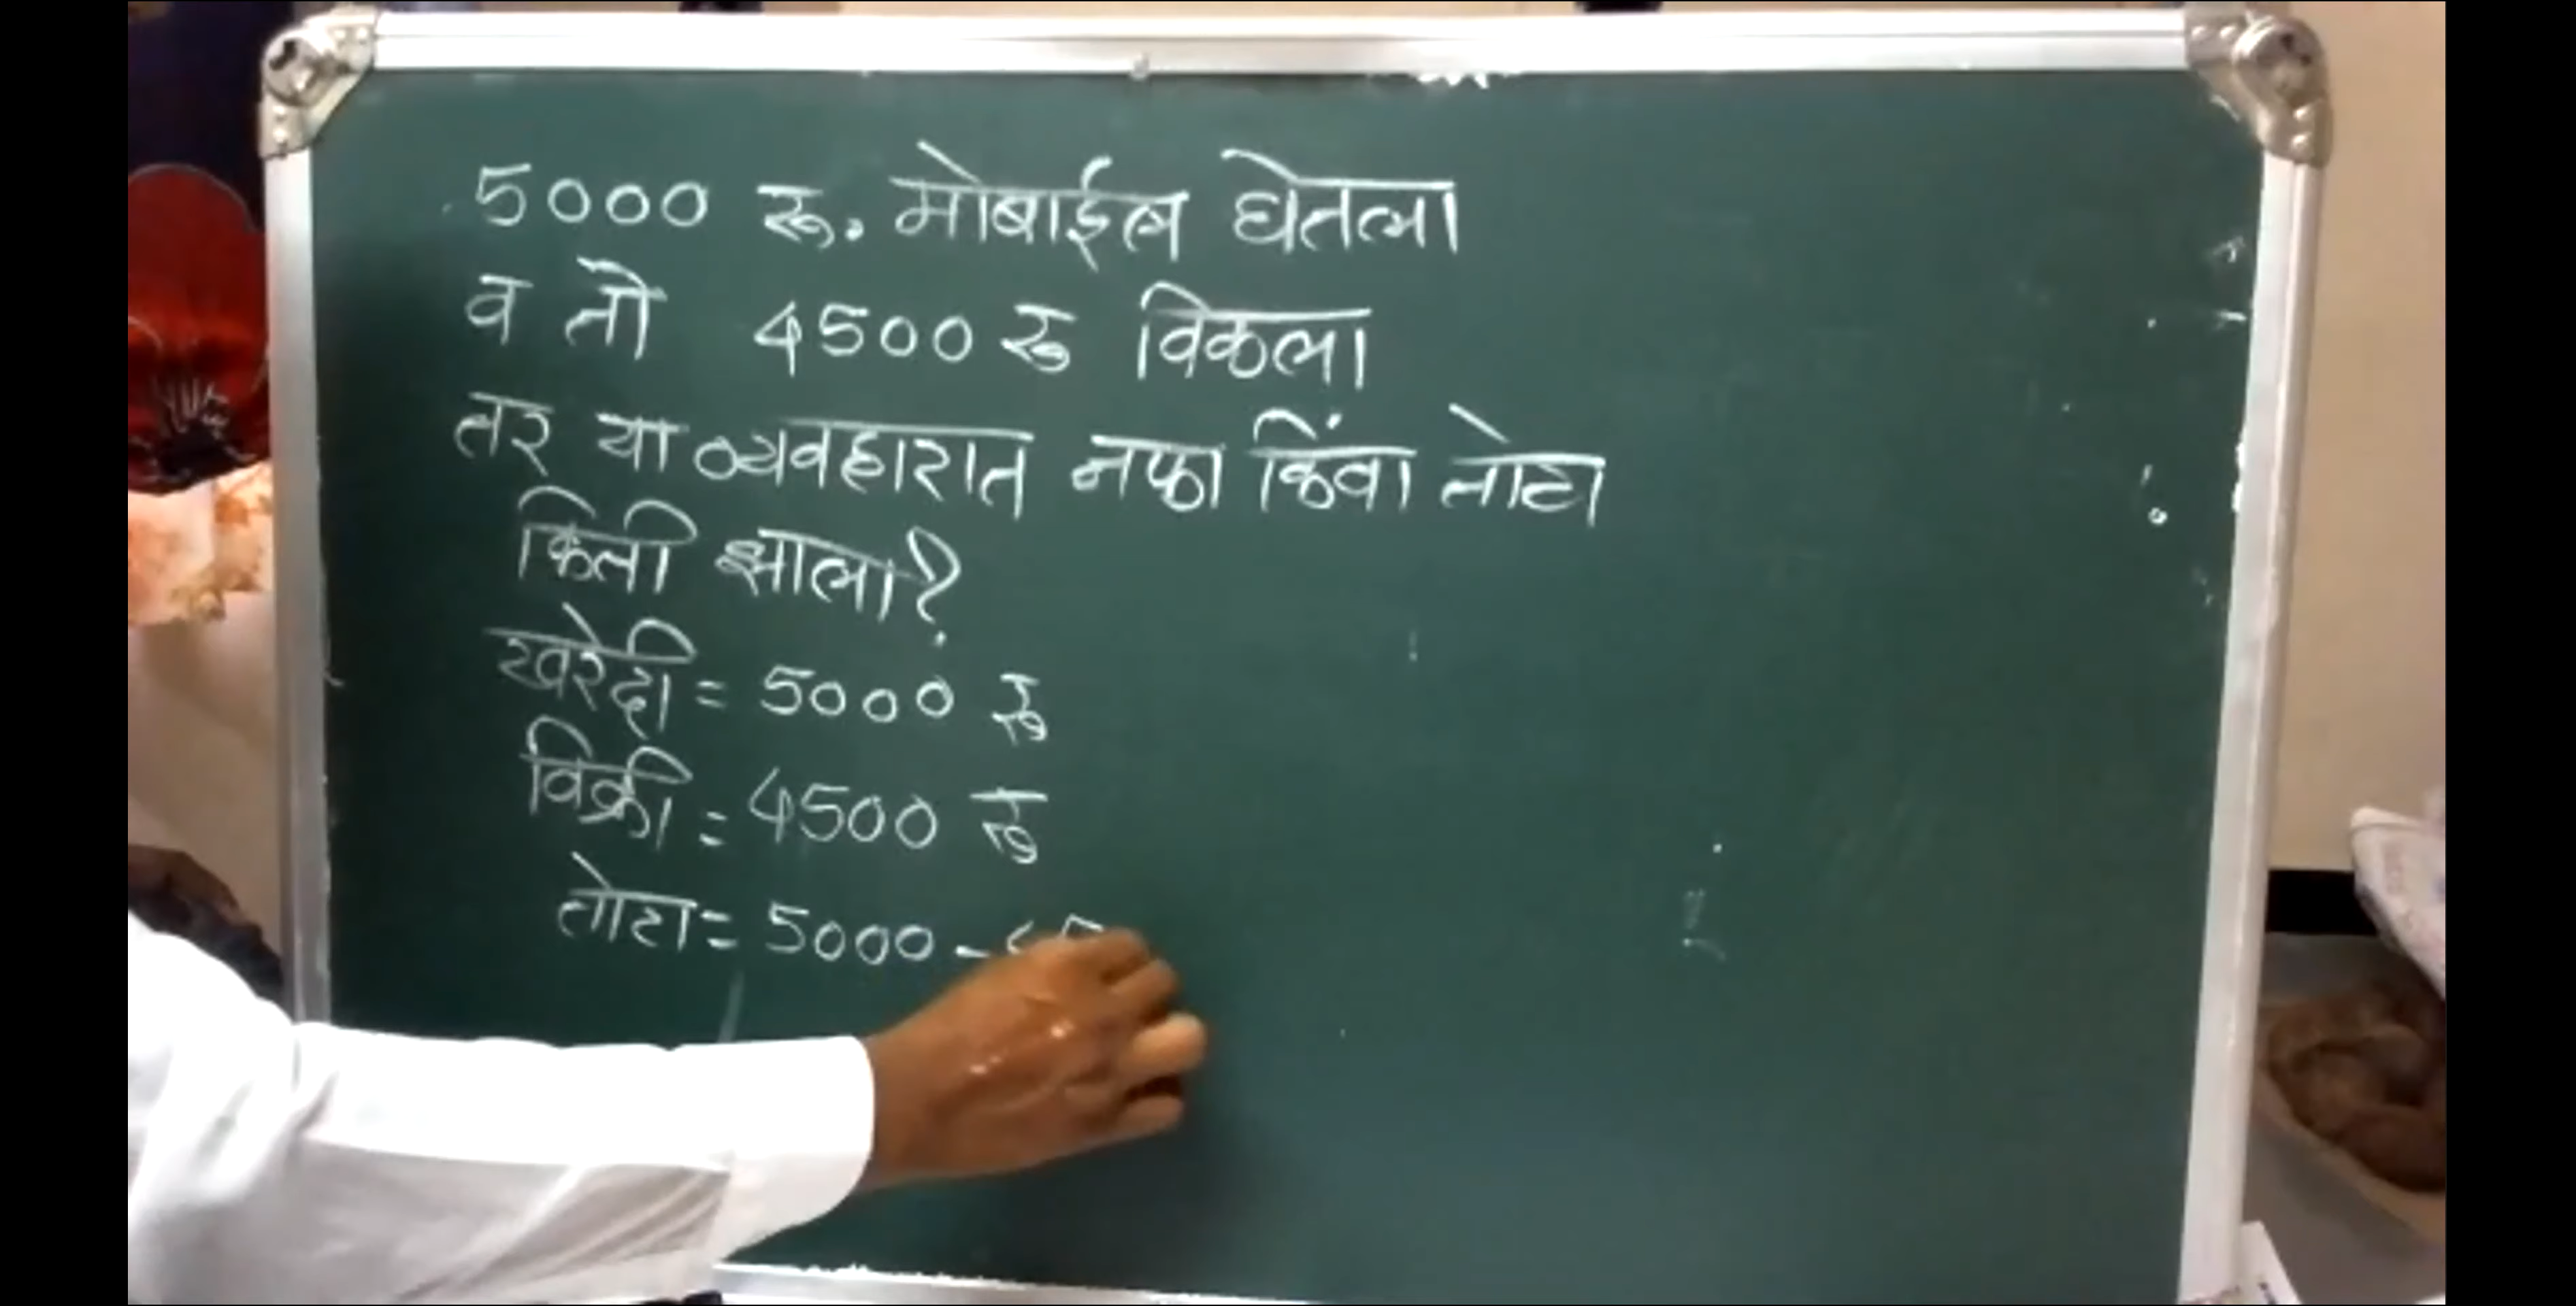 5000 रू. मोबाईल घेतला
व तो 4500 रु विकला
तर या व्यवहारात नफा किंवा तोटा
किती झाला?
खरेदी = 5000 रु
विक्री = 4500 रु
तोटा = 5000 -